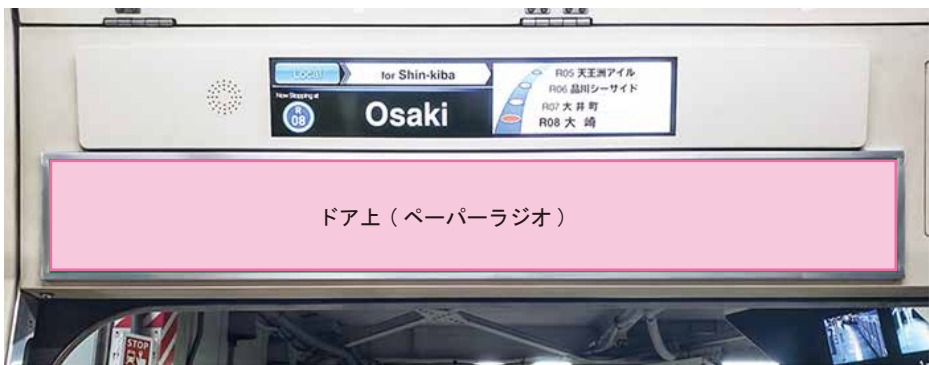 Local
for Shin-kiba
Now Stopping at
R
08
Osaki
R05 天王洲アイル
R06 品川シーサイド
R07 大井町
R08 大 崎
ドア上 ( ペーパーラジオ )
STOP